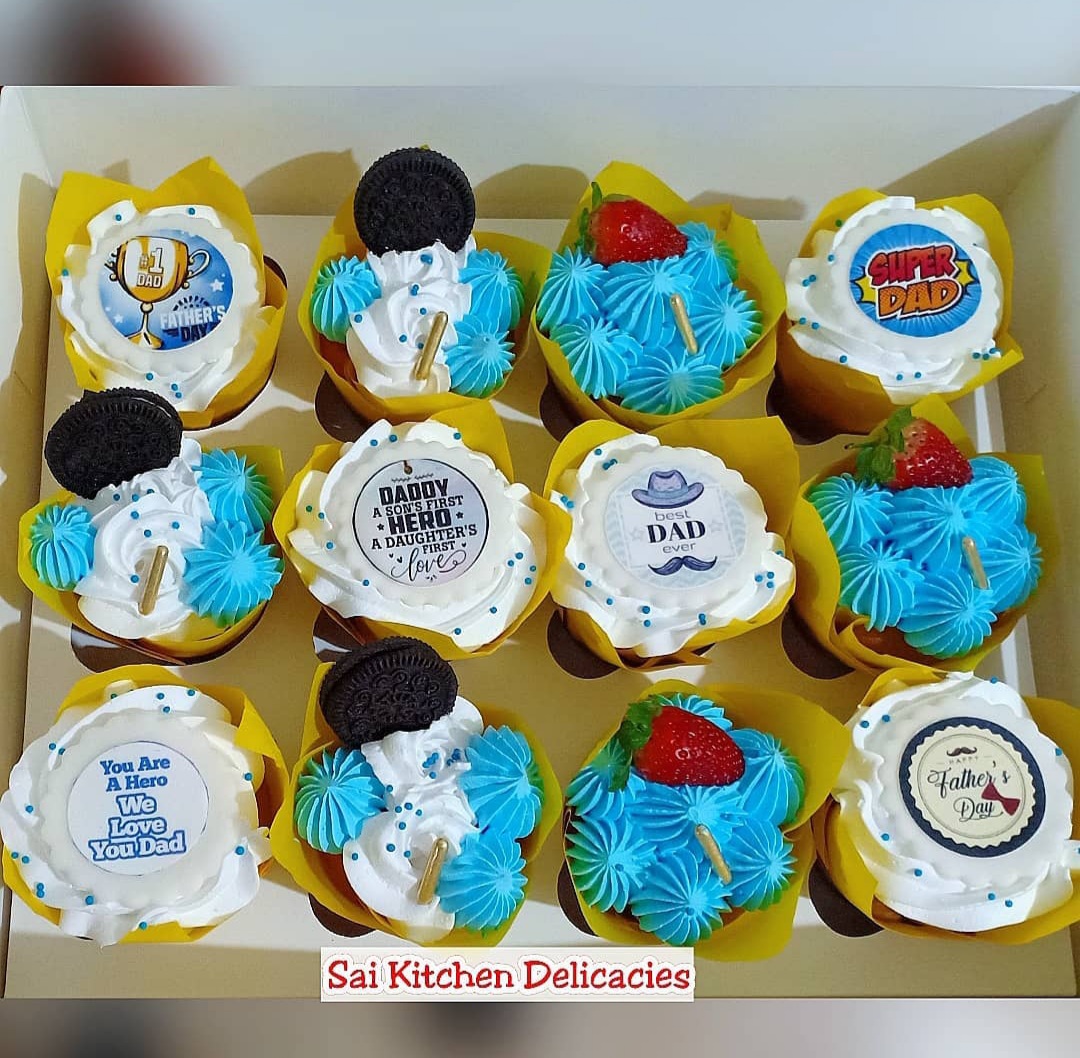 #1
DAD
HAPPY
FATHER'S
DAY
SUPER
DAD
DADDY
A SON'S FIRST
HERO
A DAUGHTER'S
FIRST
love
best
DAD
ever
You Are
A Hero
We
Love
You Dad
HAPPY
Father's
Day
Sai Kitchen Delicacies